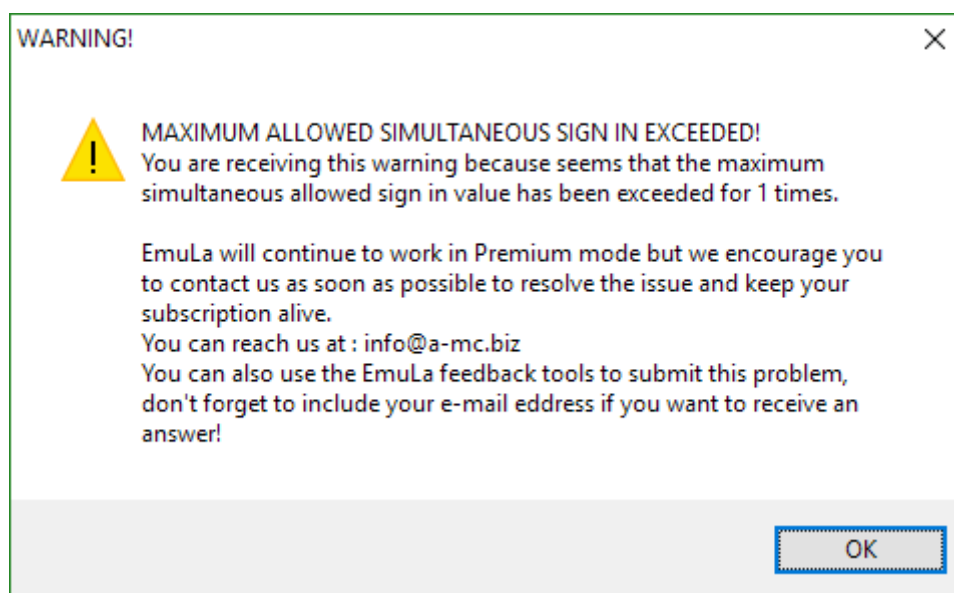 WARNING!
MAXIMUM ALLOWED SIMULTANEOUS SIGN IN EXCEEDED!
You are receiving this warning because seems that the maximum
simultaneous allowed sign in value has been exceeded for 1 times.
EmuLa will continue to work in Premium mode but we encourage you
to contact us as soon as possible to resolve the issue and keep your
subscription alive.
You can reach us at : info@a-mc.biz
You can also use the EmuLa feedback tools to submit this problem,
don't forget to include your e-mail eddress if you want to receive an
answer!
OK